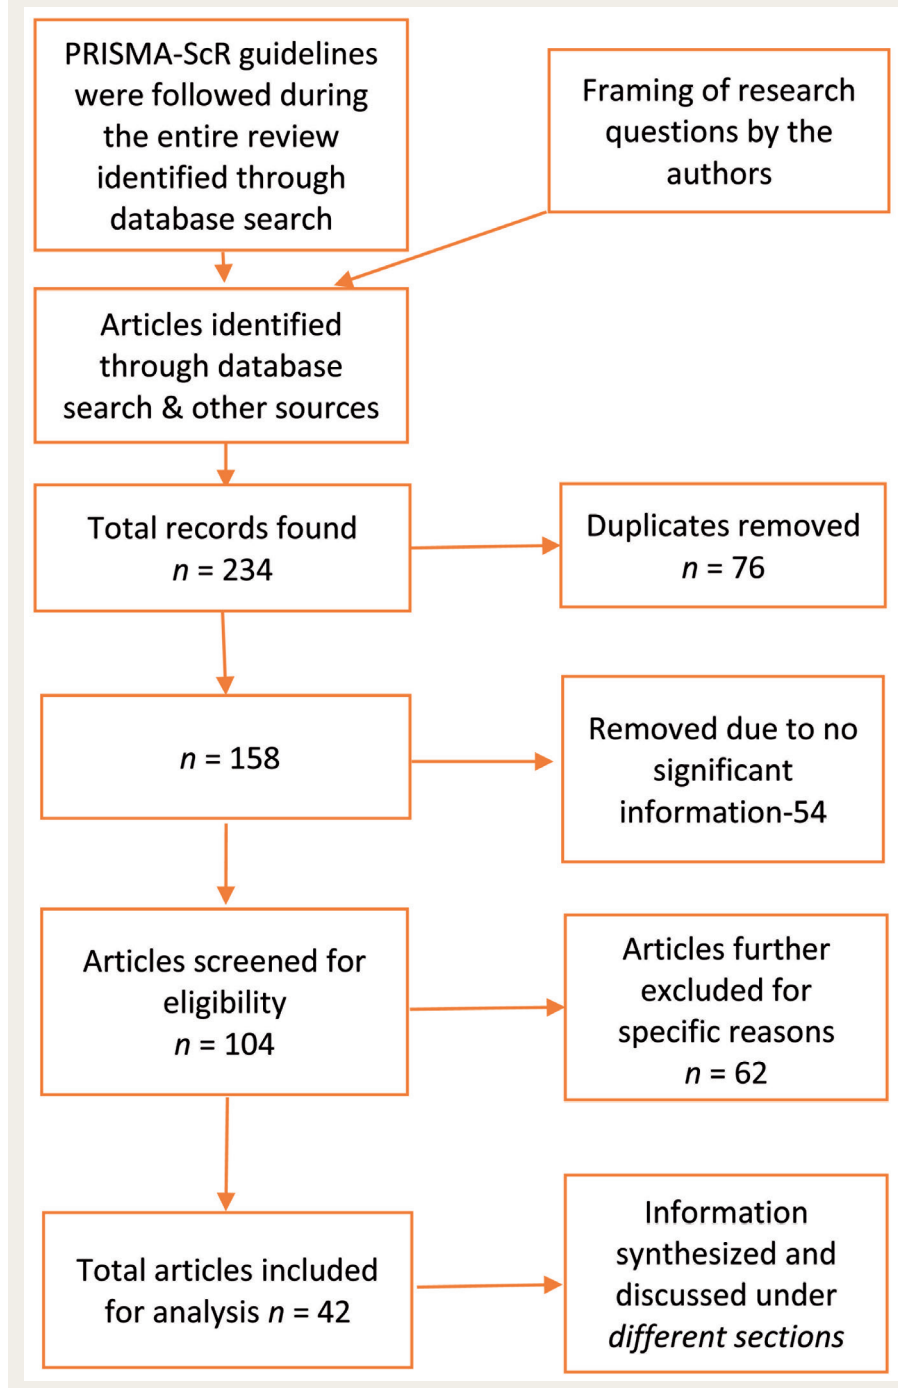 PRISMA-ScR guidelines
were followed during
the entire review
identified through
database search
Framing of research
questions by the
authors
Articles identified
through database
search & other sources
Total records found
n = 234
Duplicates removed
n = 76
n = 158
Removed due to no
significant
information-54
Articles screened for
eligibility
n = 104
Articles further
excluded for
specific reasons
n = 62
Total articles included
for analysis n = 42
Information
synthesized and
discussed under
different sections